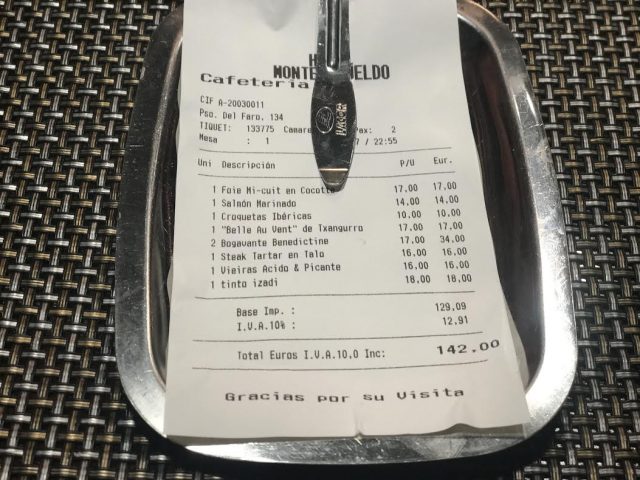 H
MONTE UELDO
Cafeteria
CIF A-20030011
Pso. Del Faro, 134
TIQUET: 133775 Camare Pax: 2
Mesa : 1 7 / 22:55
Uni Descripción P/U Eur.
1 Foie Mi-cuit en Cocotte 17,00 17,00
1 Salmón Marinado 14,00 14,00
1 Croquetas Ibéricas 10,00 10,00
1 "Belle Au Vent" de Txangurro 17,00 17,00
2 Bogavante Benedictine 17,00 34,00
1 Steak Tartar en Talo 16,00 16,00
1 Vieiras Acido & Picante 16,00 16,00
1 tinto izadi 18,00 18,00
Base Imp.: 129,09
I.V.A.10% : 12,91
Total Euros I.V.A.10,0 Inc: 142.00
Gracias por su Visita